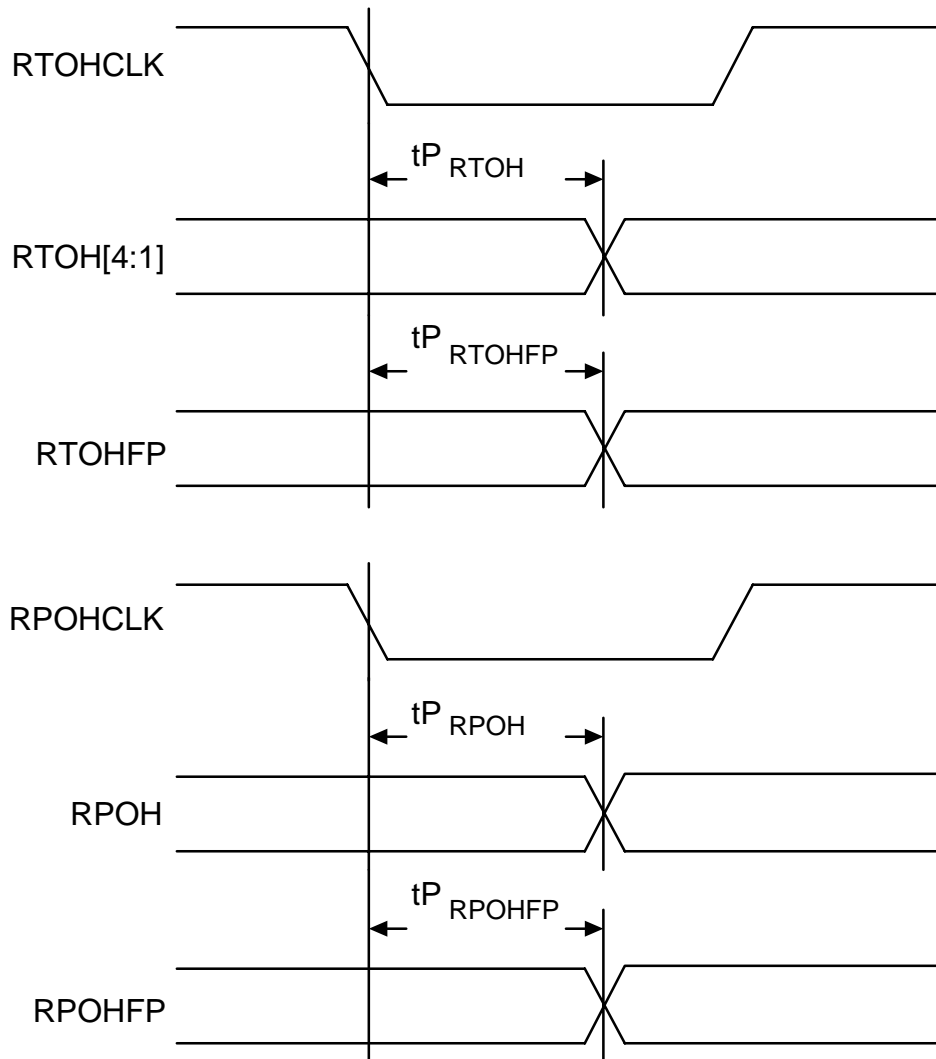 RTOHCLK
tP RTOH
RTOH[4:1]
tP RTOHFP
RTOHFP
RPOHCLK
tP RPOH
RPOH
tP RPOHFP
RPOHFP